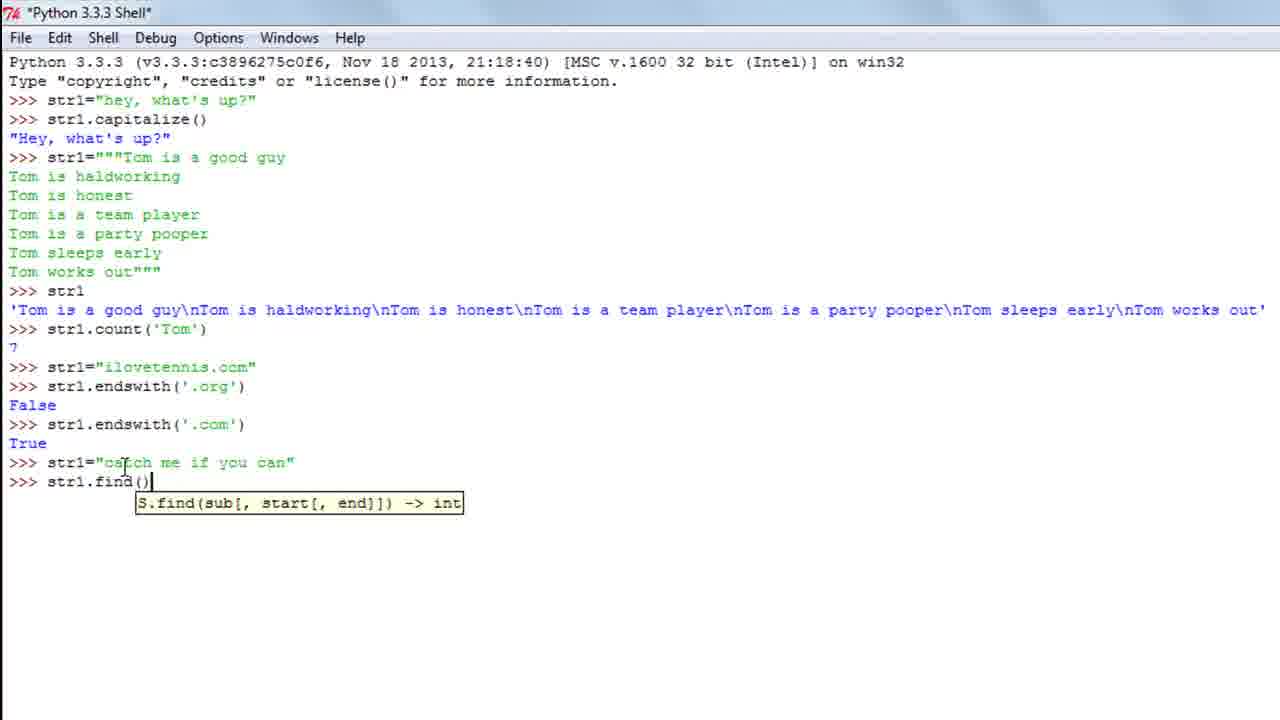 *Python 3.3.3 Shell*
File Edit Shell Debug Options Windows Help
Python 3.3.3 (v3.3.3:c3896275c0f6, Nov 18 2013, 21:18:40) [MSC v.1600 32 bit (Intel)] on win32
Type "copyright", "credits" or "license()" for more information.
>>> str1="hey, what's up?"
>>> str1.capitalize()
"Hey, what's up?"
>>> str1="""Tom is a good guy
Tom is haldworking
Tom is honest
Tom is a team player
Tom is a party pooper
Tom sleeps early
Tom works out"""
>>> str1
'Tom is a good guy\nTom is haldworking\nTom is honest\nTom is a team player\nTom is a party pooper\nTom sleeps early\nTom works out'
>>> str1.count('Tom')
7
>>> str1="ilovetennis.com"
>>> str1.endswith('.org')
False
>>> str1.endswith('.com')
True
>>> str1="catch me if you can"
>>> str1.find()
S.find(sub[, start[, end]]) -> int